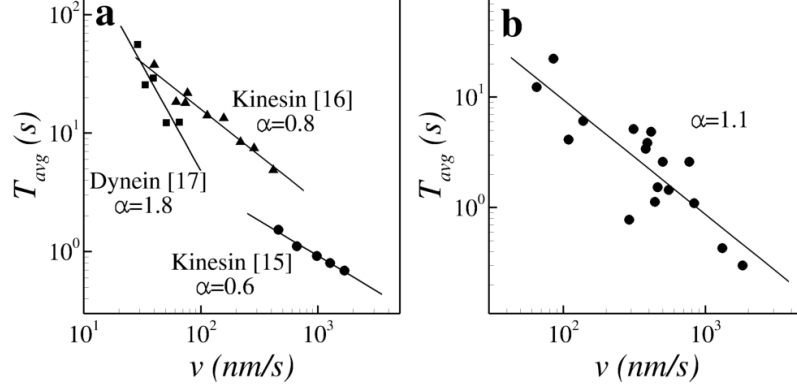 a
b
10²
10¹
10⁰
T_avg (s)
Kinesin [16]
α=0.8
Dynein [17]
α=1.8
Kinesin [15]
α=0.6
10¹
10²
10³
v (nm/s)
10¹
10⁰
T_avg (s)
α=1.1
10²
10³
v (nm/s)